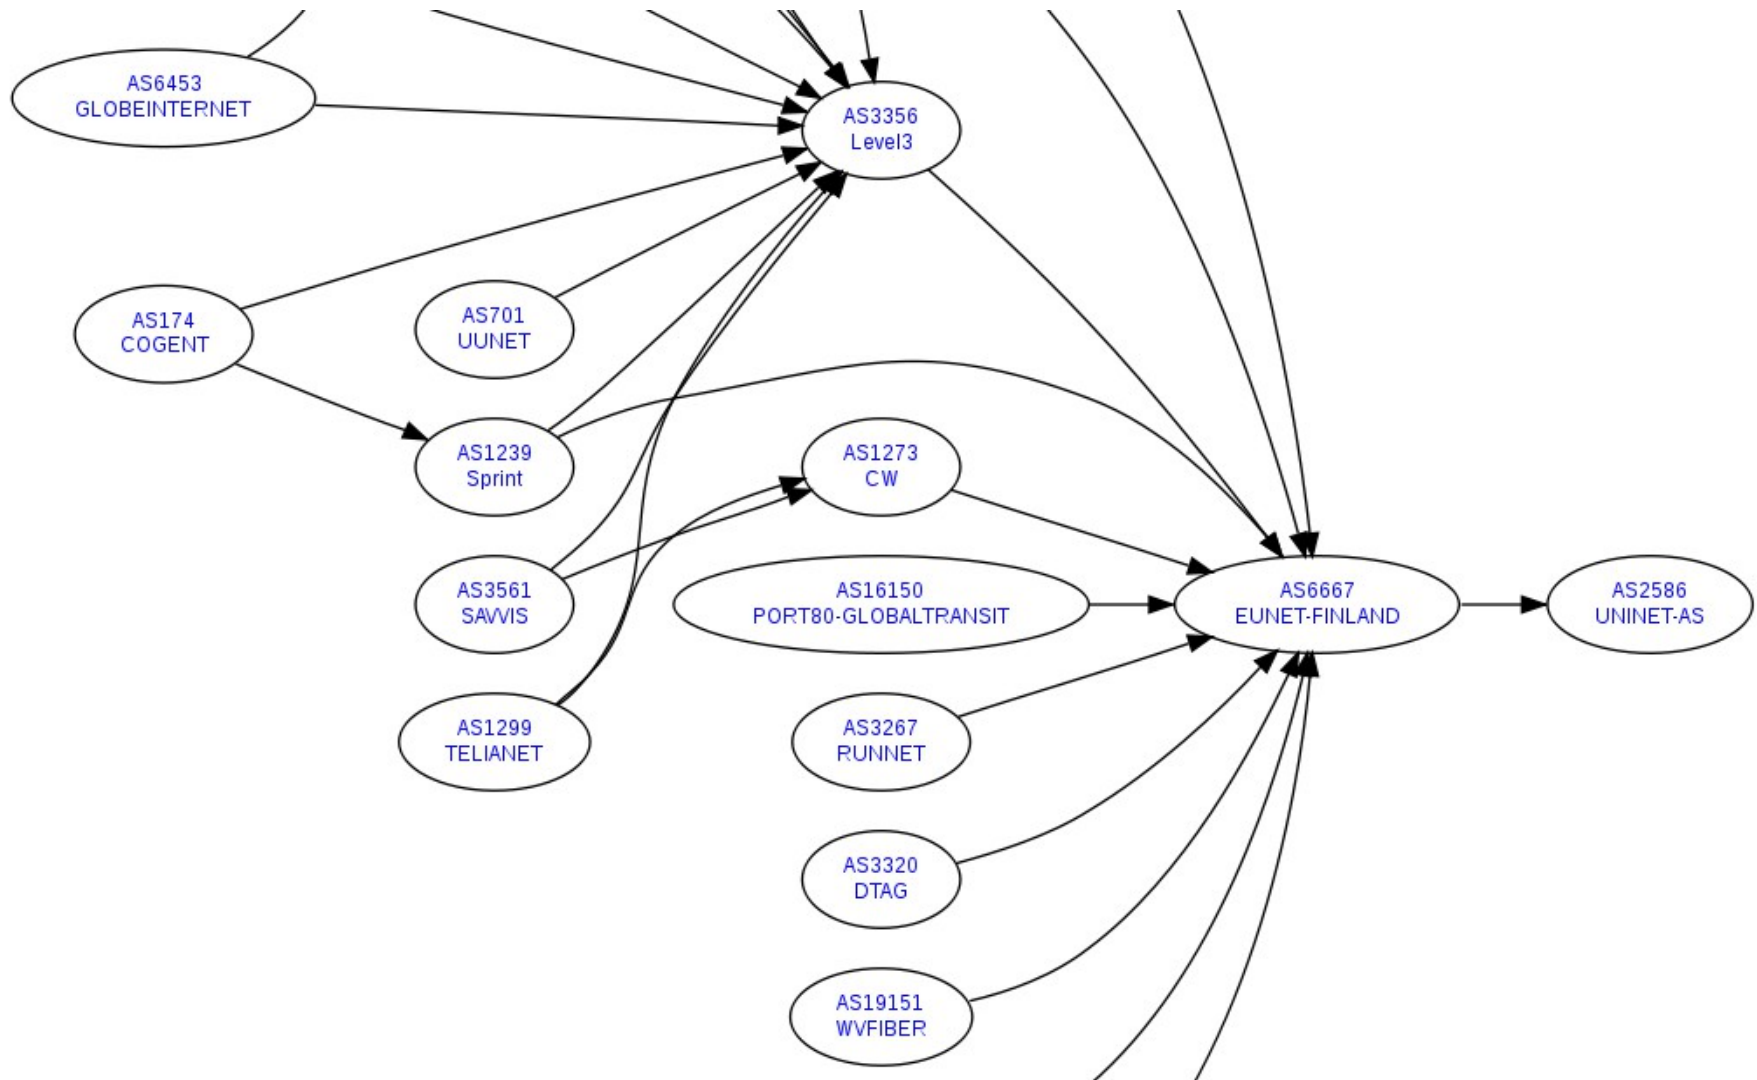 AS6453
GLOBEINTERNET
AS3356
Level3
AS174
COGENT
AS701
UUNET
AS1239
Sprint
AS1273
CW
AS3561
SAVVIS
AS16150
PORT80-GLOBALTRANSIT
AS6667
EUNET-FINLAND
AS2586
UNINET-AS
AS1299
TELIANET
AS3267
RUNNET
AS3320
DTAG
AS19151
WVFIBER